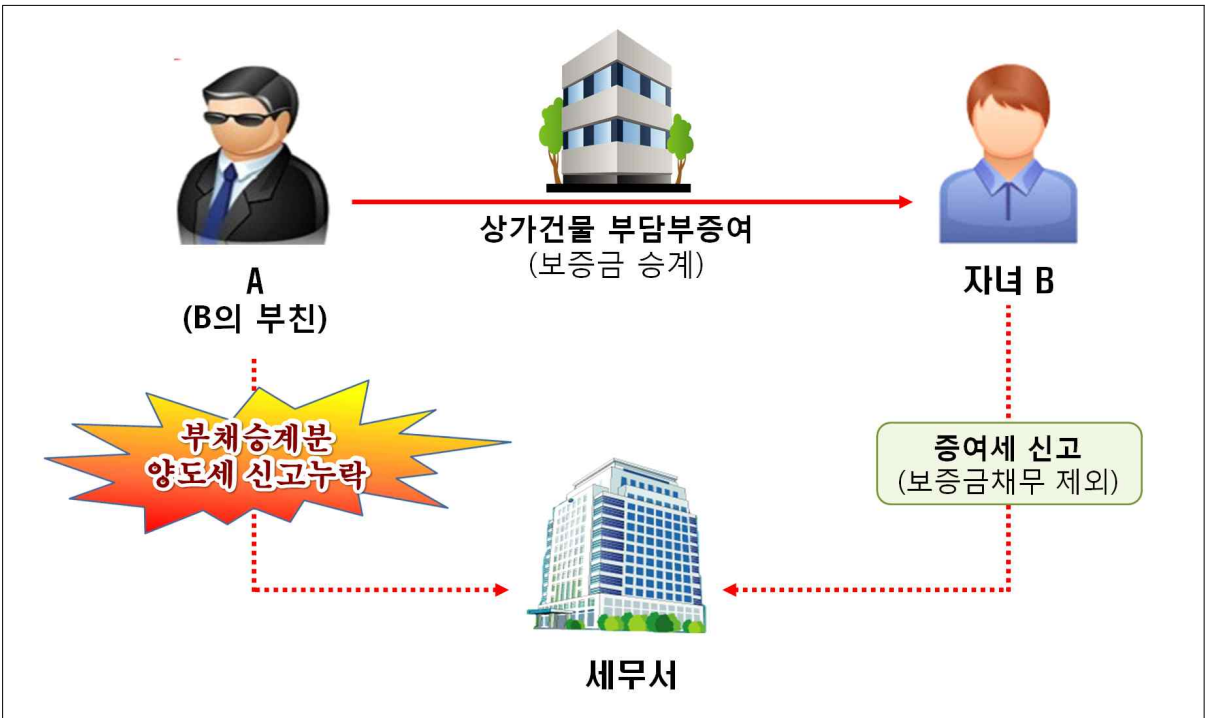 상가건물 부담부증여
(보증금 승계)
A
(B의 부친)
자녀 B
부채승계분
양도세 신고누락
증여세 신고
(보증금채무 제외)
세무서